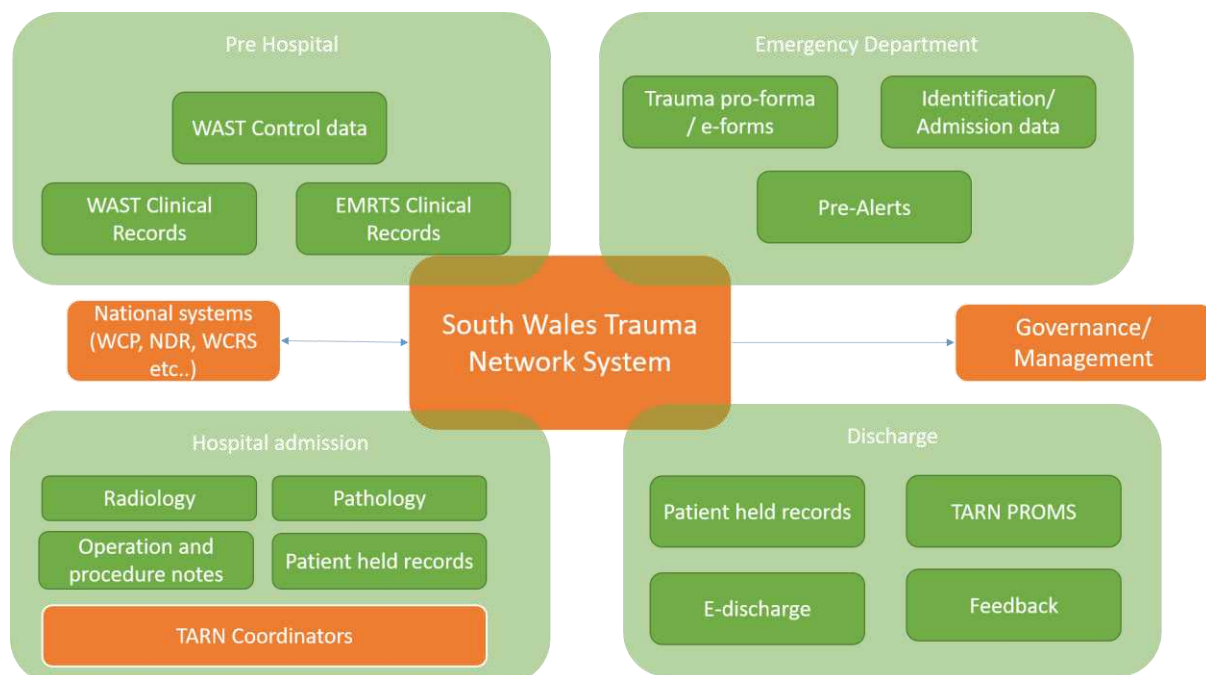 Pre Hospital
WAST Control data
WAST Clinical
Records
EMRTS Clinical
Records
Emergency Department
Trauma pro-forma
/ e-forms
Identification/
Admission data
Pre-Alerts
National systems
(WCP, NDR, WCRS
etc..)
South Wales Trauma
Network System
Governance/
Management
Hospital admission
Radiology
Pathology
Operation and
procedure notes
Patient held records
TARN Coordinators
Discharge
Patient held records
TARN PROMS
E-discharge
Feedback